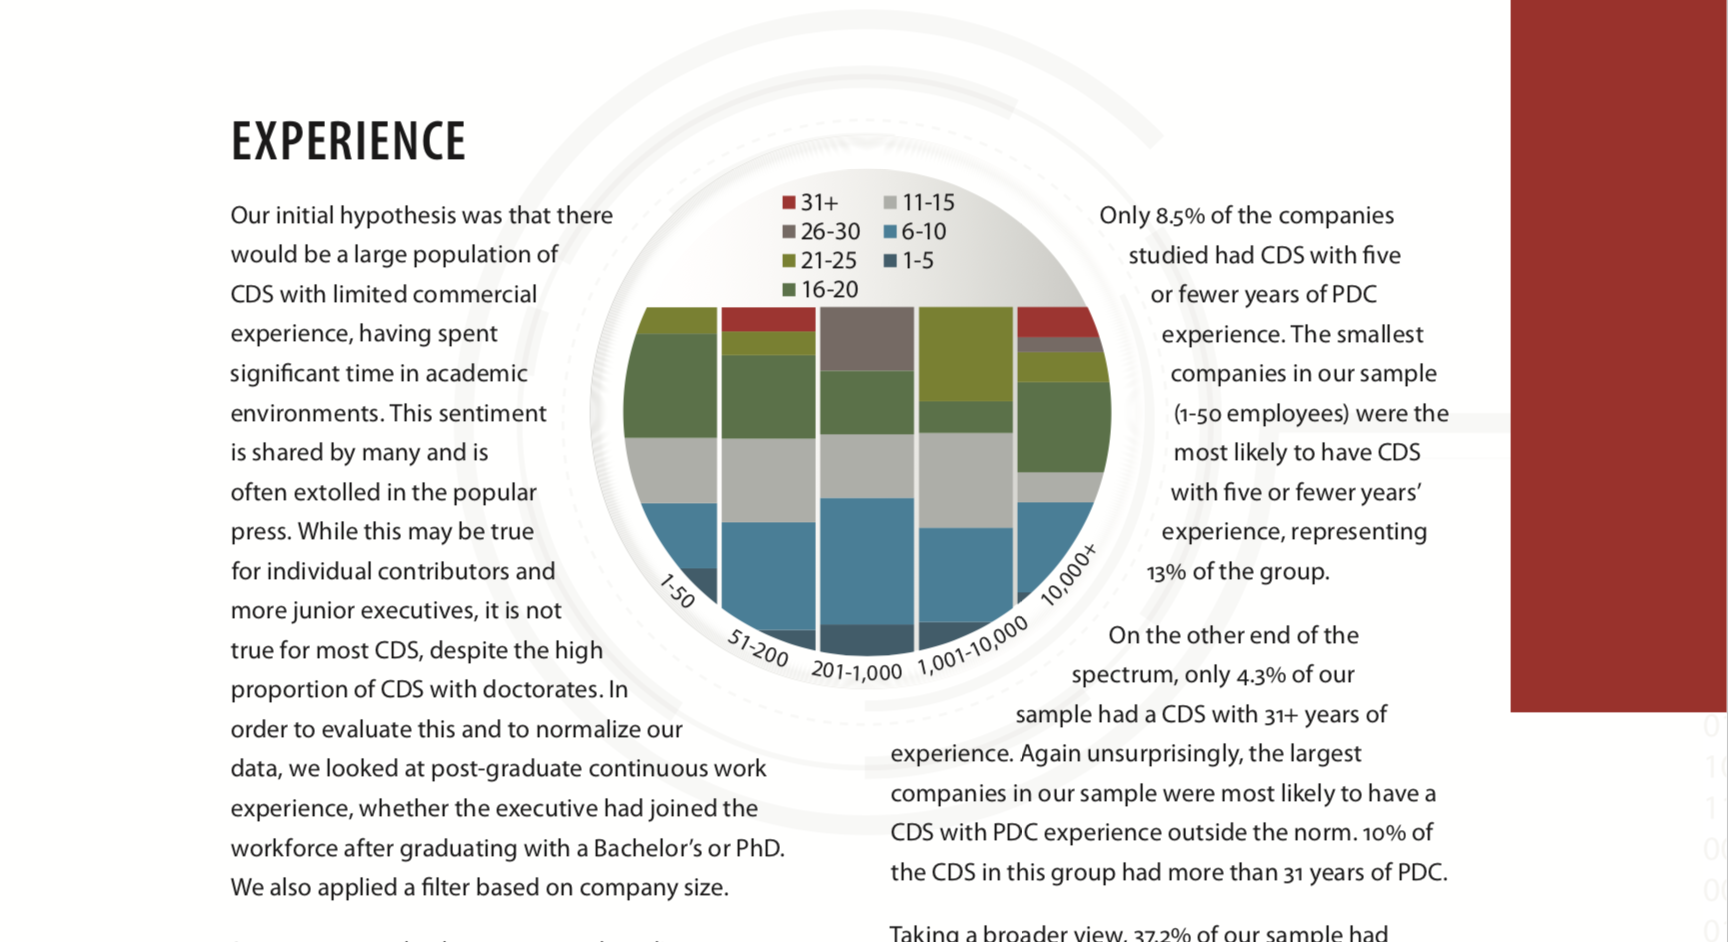 EXPERIENCE
Our initial hypothesis was that there
would be a large population of
CDS with limited commercial
experience, having spent
significant time in academic
environments. This sentiment
is shared by many and is
often extolled in the popular
press. While this may be true
for individual contributors and
more junior executives, it is not
true for most CDS, despite the high
proportion of CDS with doctorates. In
order to evaluate this and to normalize our
data, we looked at post-graduate continuous work
experience, whether the executive had joined the
workforce after graduating with a Bachelor's or PhD.
We also applied a filter based on company size.
31+
26-30
21-25
16-20
11-15
6-10
1-5
1-50
51-200
201-1,000
1,001-10,000
10,000+
Only 8.5% of the companies
studied had CDS with five
or fewer years of PDC
experience. The smallest
companies in our sample
(1-50 employees) were the
most likely to have CDS
with five or fewer years'
experience, representing
13% of the group.
On the other end of the
spectrum, only 4.3% of our
sample had a CDS with 31+ years of
experience. Again unsurprisingly, the largest
companies in our sample were most likely to have a
CDS with PDC experience outside the norm. 10% of
the CDS in this group had more than 31 years of PDC.
Taking a broader view, 37.2% of our sample had